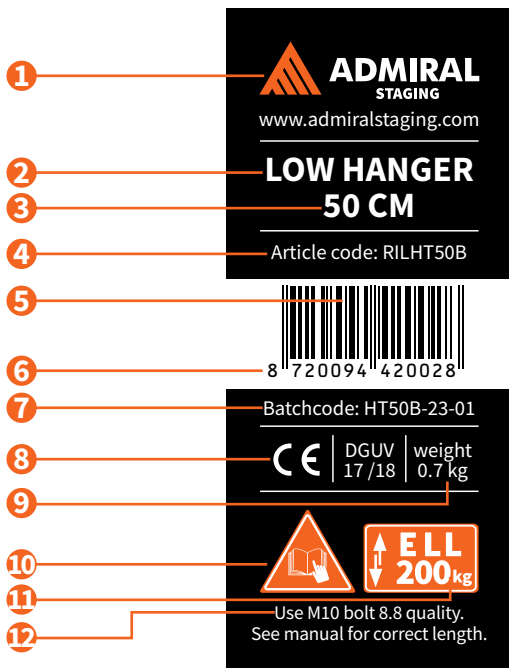 1
ADMIRAL
STAGING
www.admiralstaging.com
2
LOW HANGER
3
50 CM
4
Article code: RILHT50B
5
6
8 720094 420028
7
Batchcode: HT50B-23-01
8
CE
DGUV
17 /18
weight
0.7 kg
9
10
ELL
200kg
11
Use M10 bolt 8.8 quality.
12
See manual for correct length.